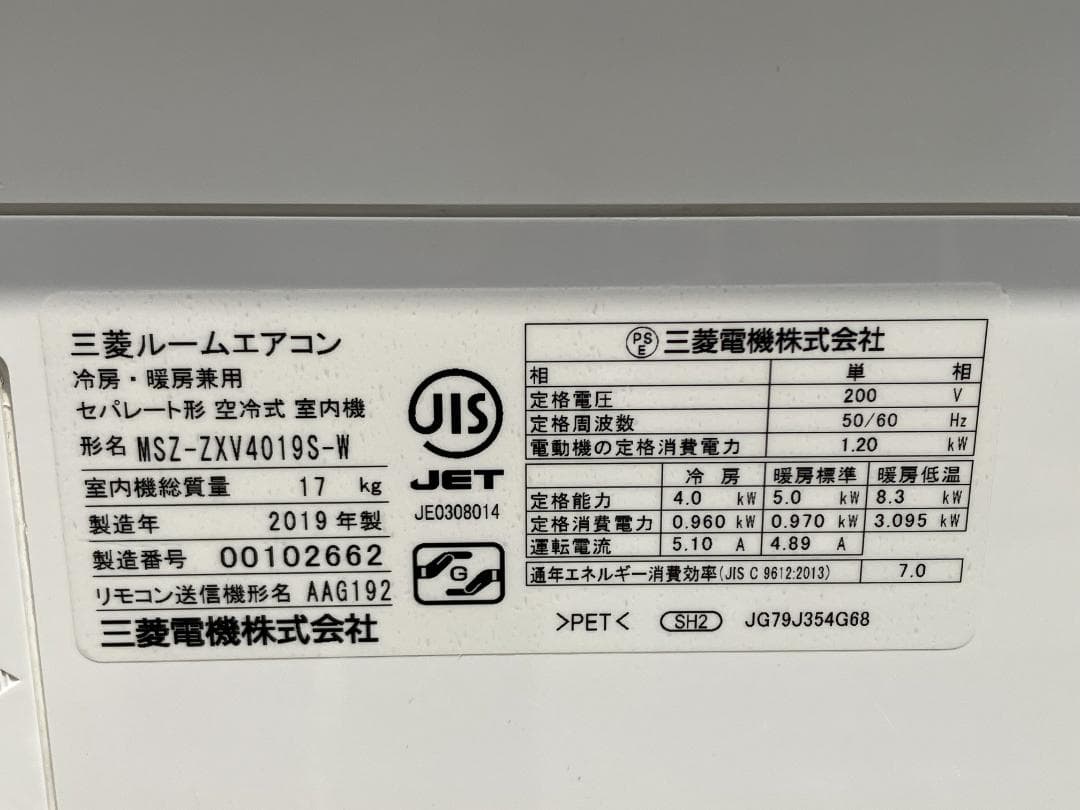 三菱ルームエアコン
冷房・暖房兼用
セパレート形 空冷式 室内機
形名 MSZ-ZXV4019S-W
室内機総質量 17 kg
製造年 2019 年製
製造番号 00102662
リモコン送信機形名 AAG192
三菱電機株式会社
JIS
JET
JE0308014
G
PS E 三菱電機株式会社
相 単 相
定格電圧 200 V
定格周波数 50/60 Hz
電動機の定格消費電力 1.20 kW
冷 房 暖房標準 暖房低温
定格能力 4.0 kW 5.0 kW 8.3 kW
定格消費電力 0.960 kW 0.970 kW 3.095 kW
運転電流 5.10 A 4.89 A
通年エネルギー消費効率(JIS C 9612:2013) 7.0
>PET< SH2 JG79J354G68